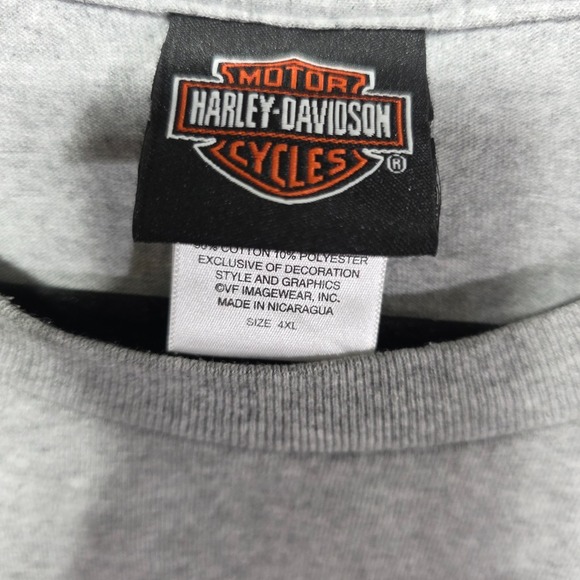 MOTOR
HARLEY-DAVIDSON
CYCLES
®
COTTON 10% POLYESTER
EXCLUSIVE OF DECORATION
STYLE AND GRAPHICS
©VF IMAGEWEAR, INC.
MADE IN NICARAGUA
SIZE 4XL